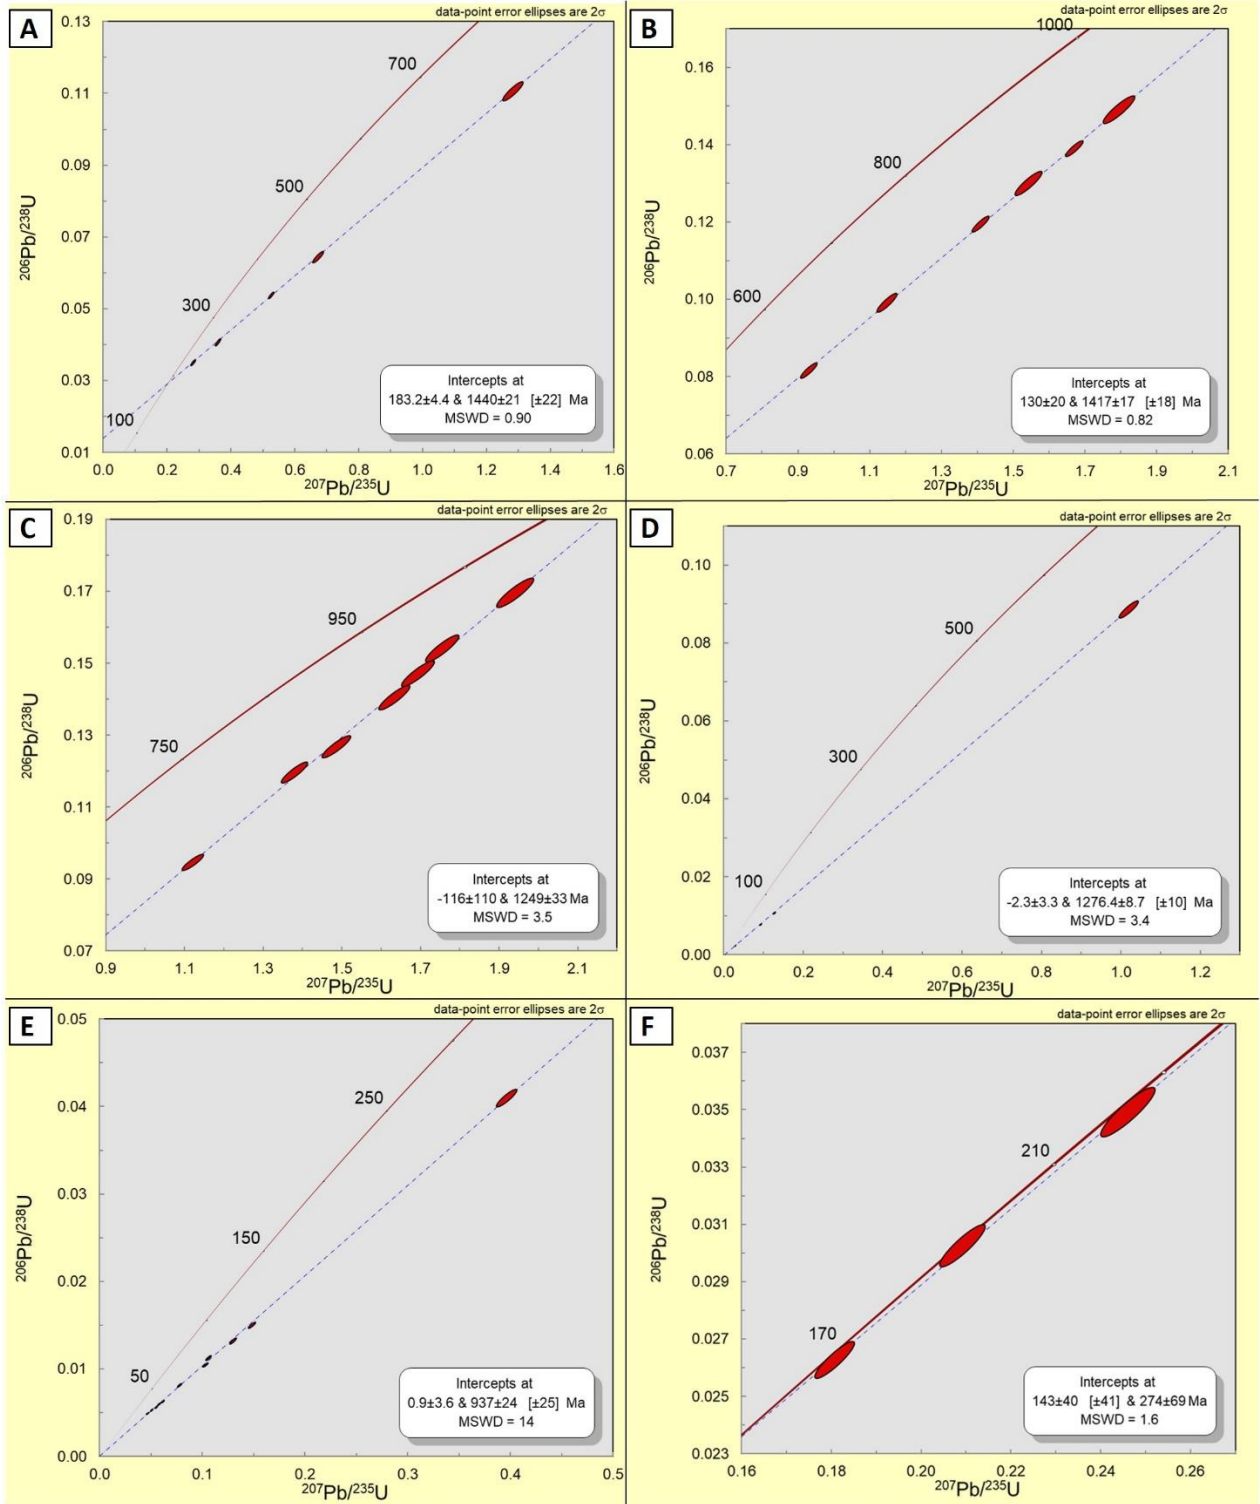 A
data-point error ellipses are 2σ
0.13
0.11
0.09
0.07
0.05
0.03
0.01
206Pb/238U
700
500
300
100
Intercepts at
183.2±4.4 & 1440±21 [±22] Ma
MSWD = 0.90
0.0 0.2 0.4 0.6 0.8 1.0 1.2 1.4 1.6
207Pb/235U
B
data-point error ellipses are 2σ
0.16
0.14
0.12
0.10
0.08
0.06
206Pb/238U
1000
800
600
Intercepts at
130±20 & 1417±17 [±18] Ma
MSWD = 0.82
0.7 0.9 1.1 1.3 1.5 1.7 1.9 2.1
207Pb/235U
C
data-point error ellipses are 2σ
0.19
0.17
0.15
0.13
0.11
0.09
0.07
206Pb/238U
950
750
Intercepts at
-116±110 & 1249±33 Ma
MSWD = 3.5
0.9 1.1 1.3 1.5 1.7 1.9 2.1
207Pb/235U
D
data-point error ellipses are 2σ
0.10
0.08
0.06
0.04
0.02
0.00
206Pb/238U
500
300
100
Intercepts at
-2.3±3.3 & 1276.4±8.7 [±10] Ma
MSWD = 3.4
0.0 0.2 0.4 0.6 0.8 1.0 1.2
207Pb/235U
E
data-point error ellipses are 2σ
0.05
0.04
0.03
0.02
0.01
0.00
206Pb/238U
250
150
50
Intercepts at
0.9±3.6 & 937±24 [±25] Ma
MSWD = 14
0.0 0.1 0.2 0.3 0.4 0.5
207Pb/235U
F
data-point error ellipses are 2σ
0.037
0.035
0.033
0.031
0.029
0.027
0.025
0.023
206Pb/238U
210
170
Intercepts at
143±40 [±41] & 274±69 Ma
MSWD = 1.6
0.16 0.18 0.20 0.22 0.24 0.26
207Pb/235U